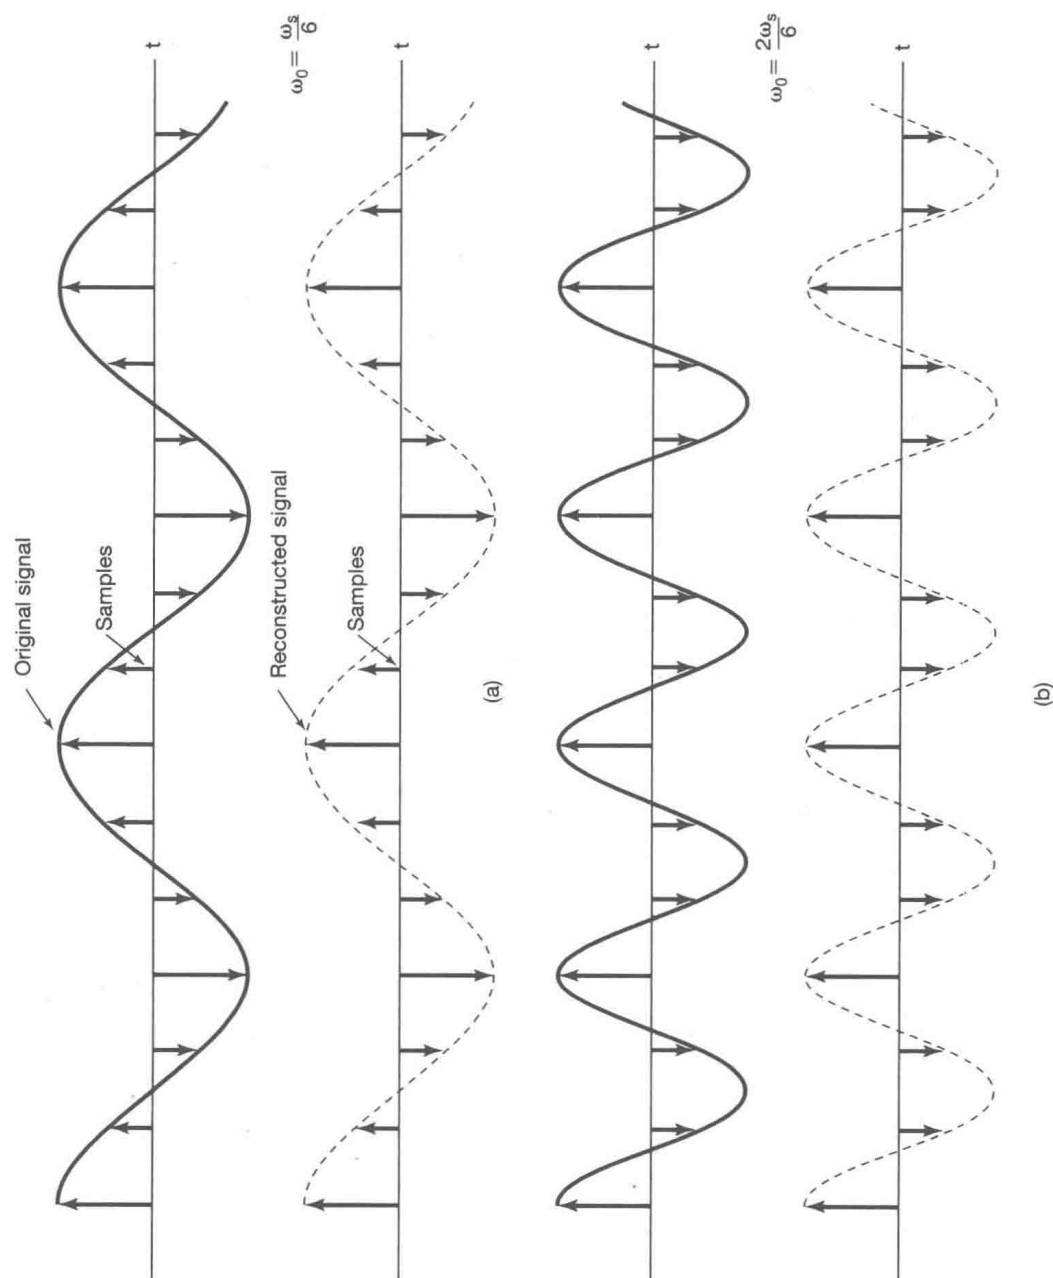 Original signal
Samples
t
ω₀ = ωₛ/6
Reconstructed signal
Samples
t
(a)
t
ω₀ = 2ωₛ/6
t
(b)